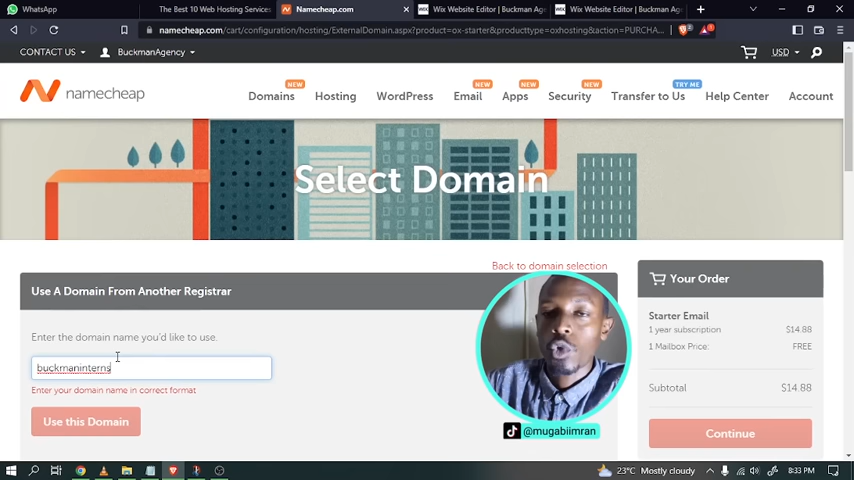 WhatsApp
The Best 10 Web Hosting Services
Namecheap.com
WIX Wix Website Editor | Buckman Age
WIX Wix Website Editor | Buckman Age
namecheap.com/cart/configuration/hosting/ExternalDomain.aspx?product=ox-starter&producttype=oxhosting&action=PURCHA...
CONTACT US
BuckmanAgency
USD
namecheap
NEW
NEW
NEW
NEW
TRY ME
Domains
Hosting
WordPress
Email
Apps
Security
Transfer to Us
Help Center
Account
Select Domain
Back to domain selection
Use A Domain From Another Registrar
Enter the domain name you'd like to use.
buckmaninterns
Enter your domain name in correct format
Use this Domain
Your Order
Starter Email
1 year subscription $14.88
1 Mailbox Price: FREE
Subtotal $14.88
Continue
@mugabiimran
23°C Mostly cloudy
8:33 PM